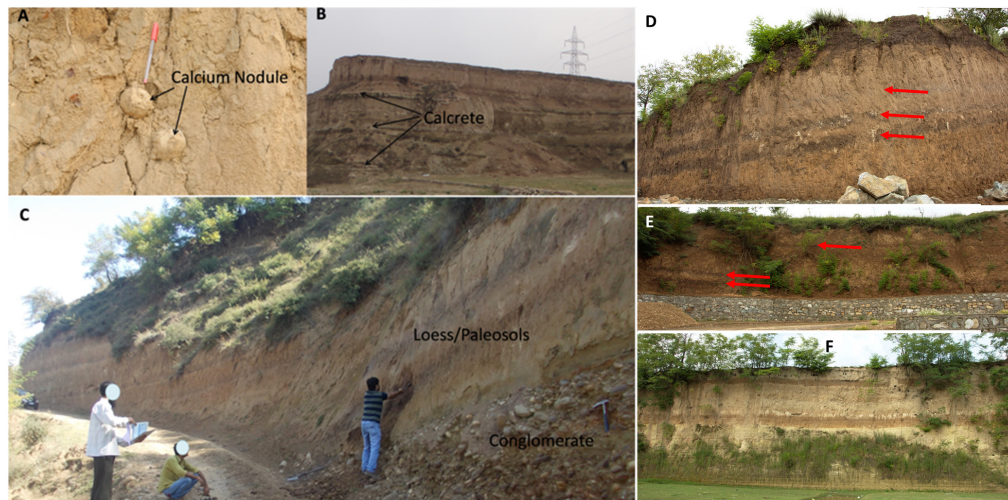 A
Calcium Nodule
B
Calcrete
C
Loess/Paleosols
Conglomerate
D
E
F